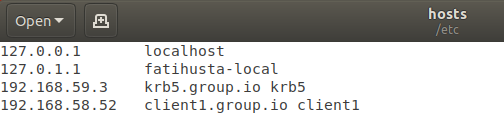 Open
hosts
/etc
127.0.0.1 localhost
127.0.1.1 fatihusta-local
192.168.59.3 krb5.group.io krb5
192.168.58.52 client1.group.io client1